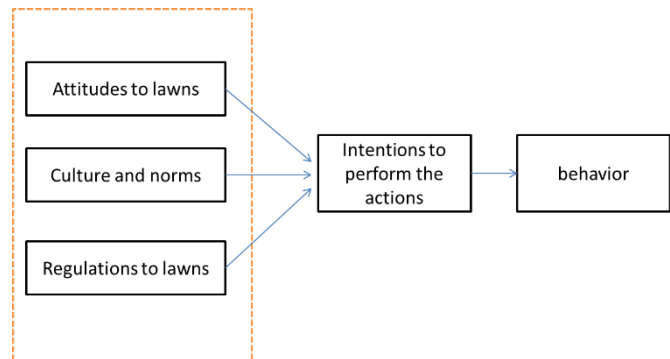 Attitudes to lawns
Culture and norms
Regulations to lawns
Intentions to
perform the
actions
behavior